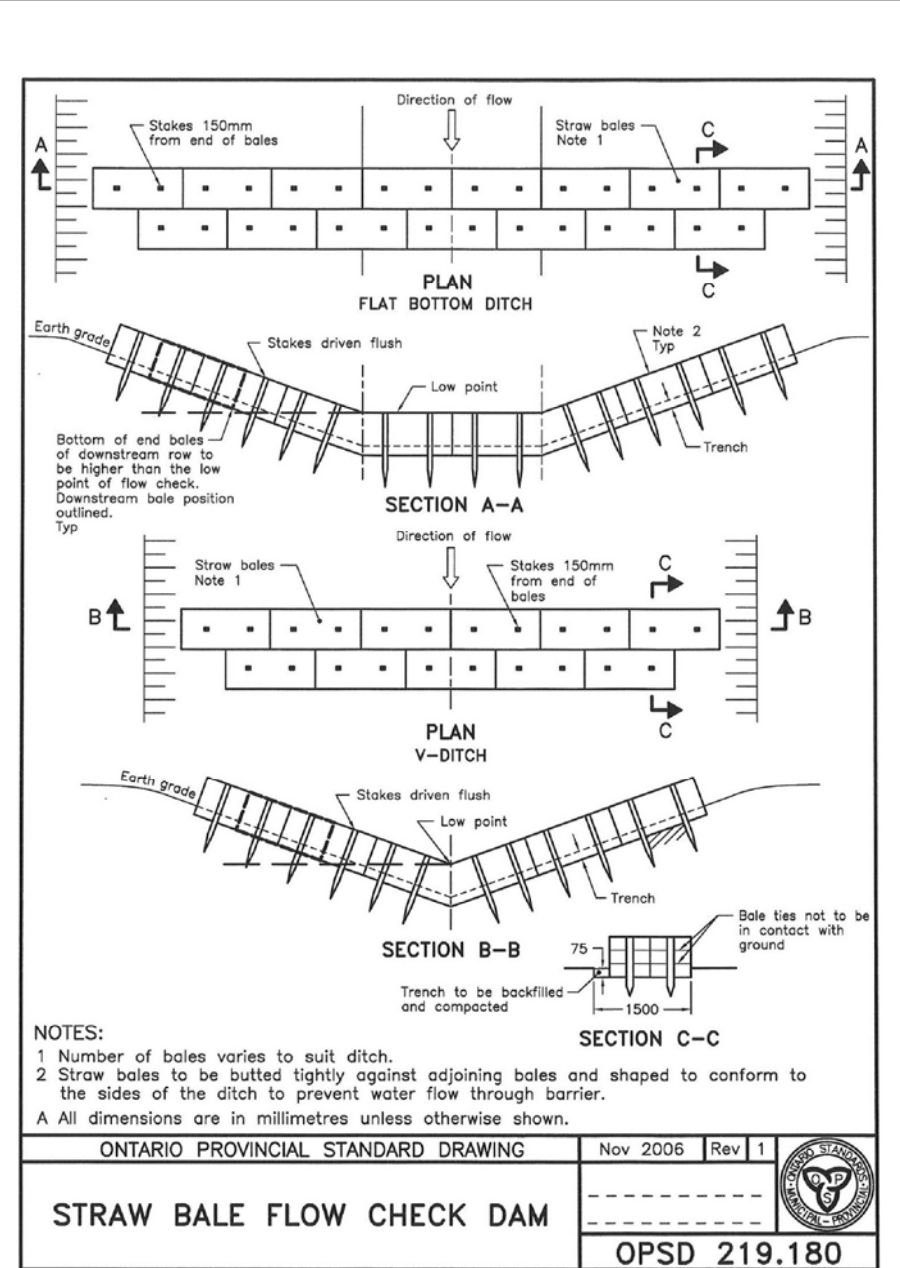 Direction of flow
Stakes 150mm
from end of bales
Straw bales
Note 1
C
A
A
PLAN
FLAT BOTTOM DITCH
C
Earth grade
Stakes driven flush
Note 2
Typ
Low point
Trench
Bottom of end bales
of downstream row to
be higher than the low
point of flow check.
Downstream bale position
outlined.
Typ
SECTION A-A
Direction of flow
Straw bales
Note 1
Stakes 150mm
from end of
bales
C
B
B
PLAN
V-DITCH
C
Earth grade
Stakes driven flush
Low point
Trench
SECTION B-B
Bale ties not to be
in contact with
ground
75
Trench to be backfilled
and compacted
1500
SECTION C-C
NOTES:
1 Number of bales varies to suit ditch.
2 Straw bales to be butted tightly against adjoining bales and shaped to conform to
the sides of the ditch to prevent water flow through barrier.
A All dimensions are in millimetres unless otherwise shown.
ONTARIO PROVINCIAL STANDARD DRAWING
Nov 2006 Rev 1
STRAW BALE FLOW CHECK DAM
OPSD 219.180
ONTARIO STANDARDS
MUNICIPAL-PROVINCIAL
O P S